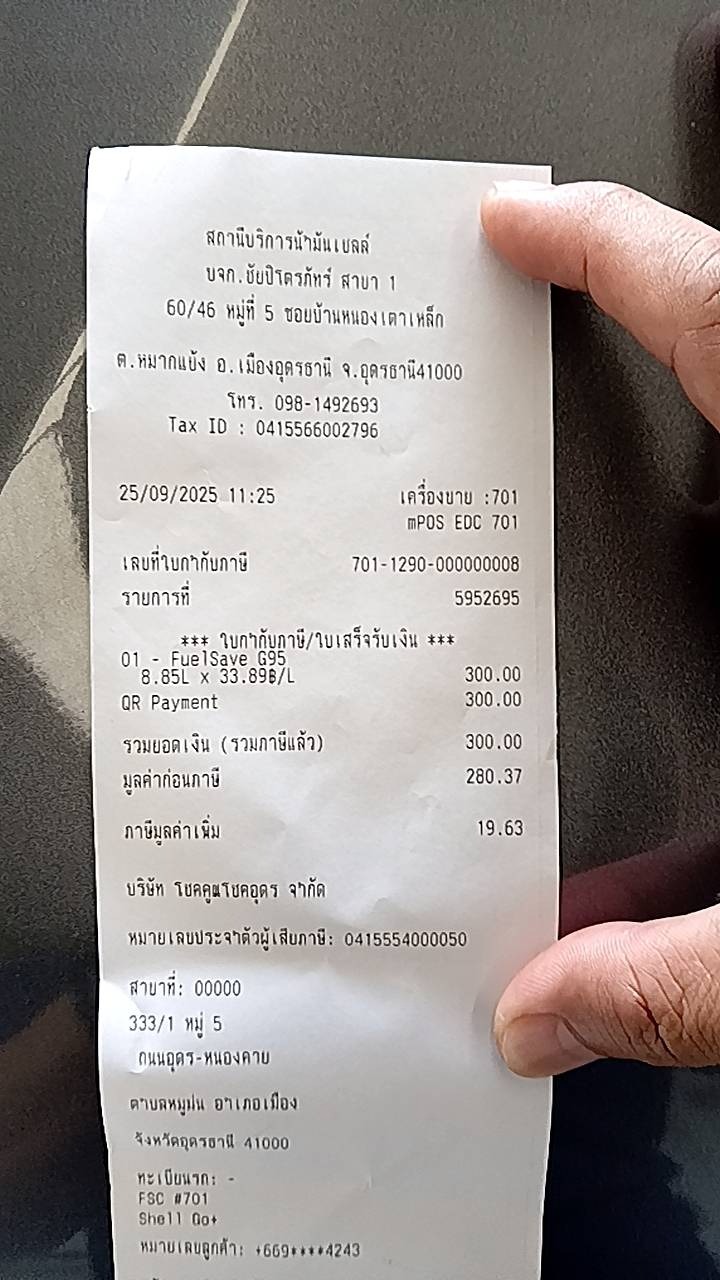 สถานีบริการน้ำมันเชลล์
บจก.ชัยปิโตรภัทร์ สาขา 1
60/46 หมู่ที่ 5 ซอยบ้านหนองเตาเหล็ก
ต.หมากแข้ง อ.เมืองอุดรธานี จ.อุดรธานี41000
โทร. 098-1492693
Tax ID : 0415566002796
25/09/2025 11:25 เครื่องขาย :701
mPOS EDC 701
เลขที่ใบกำกับภาษี 701-1290-000000008
รายการที่ 5952695
*** ใบกำกับภาษี/ใบเสร็จรับเงิน ***
01 - FuelSave G95
8.85L x 33.89฿/L 300.00
QR Payment 300.00
รวมยอดเงิน (รวมภาษีแล้ว) 300.00
มูลค่าก่อนภาษี 280.37
ภาษีมูลค่าเพิ่ม 19.63
บริษัท โชคคูณโชคอุดร จำกัด
หมายเลขประจำตัวผู้เสียภาษี: 0415554000050
สาขาที่: 00000
333/1 หมู่ 5
ถนนอุดร-หนองคาย
ตำบลหมูม่น อำเภอเมือง
จังหวัดอุดรธานี 41000
ทะเบียนรถ: -
FSC #701
Shell Go+
หมายเลขลูกค้า: +669****4243